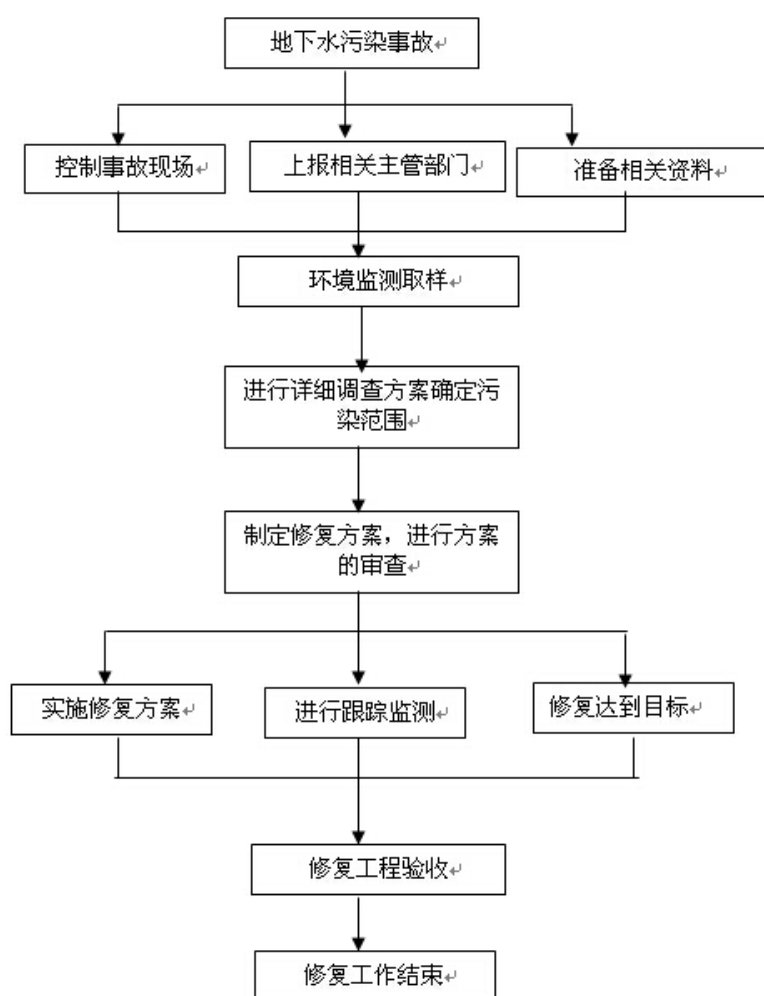 地下水污染事故
控制事故现场
上报相关主管部门
准备相关资料
环境监测取样
进行详细调查方案确定污
染范围
制定修复方案，进行方案
的审查
实施修复方案
进行跟踪监测
修复达到目标
修复工程验收
修复工作结束